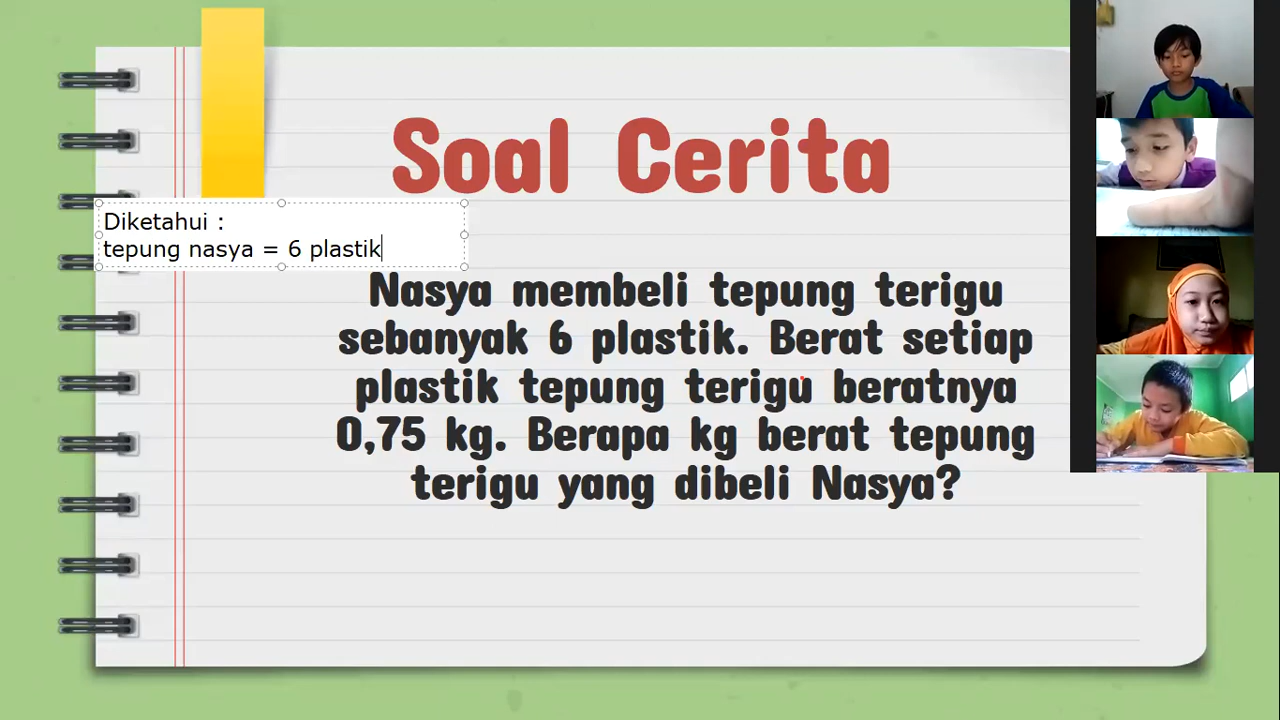 Soal Cerita
Diketahui :
tepung nasya = 6 plastik
Nasya membeli tepung terigu
sebanyak 6 plastik. Berat setiap
plastik tepung terigu beratnya
0,75 kg. Berapa kg berat tepung
terigu yang dibeli Nasya?